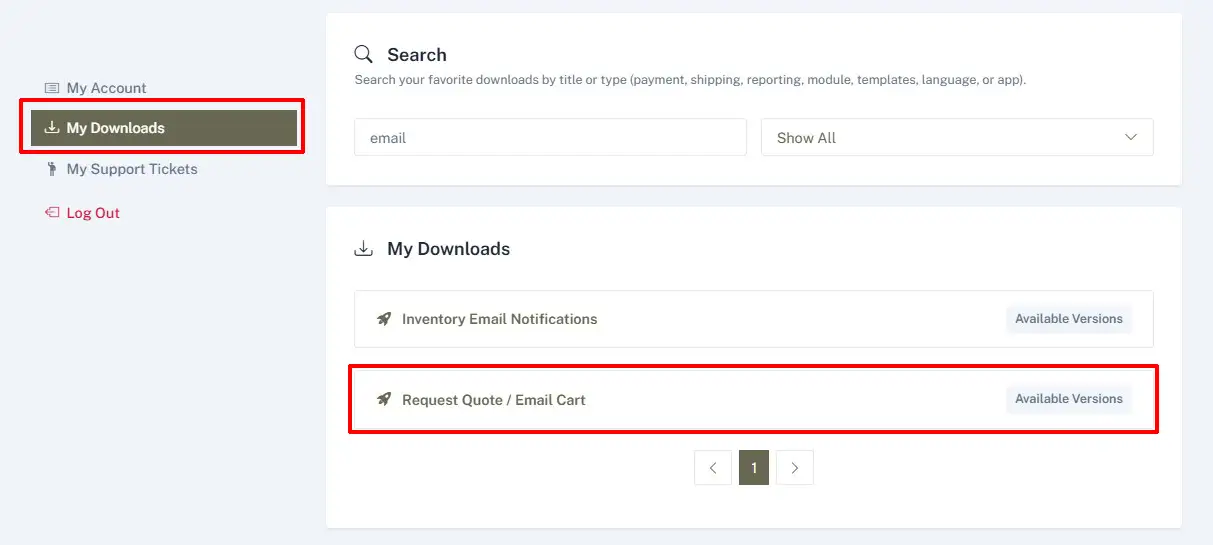 My Account
My Downloads
My Support Tickets
Log Out
Search
Search your favorite downloads by title or type (payment, shipping, reporting, module, templates, language, or app).
email
Show All
My Downloads
Inventory Email Notifications
Available Versions
Request Quote / Email Cart
Available Versions
1